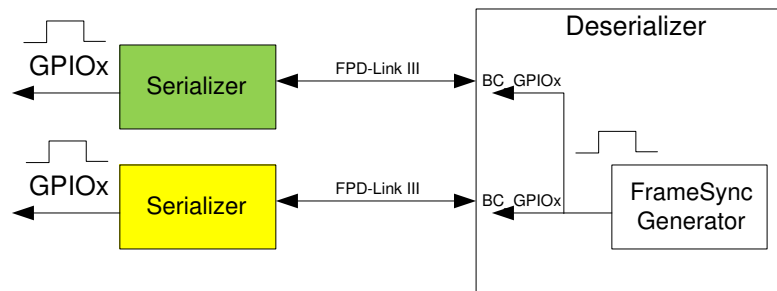 Deserializer
GPIOx
Serializer
FPD-Link III
BC_GPIOx
GPIOx
Serializer
FPD-Link III
BC_GPIOx
FrameSync
Generator